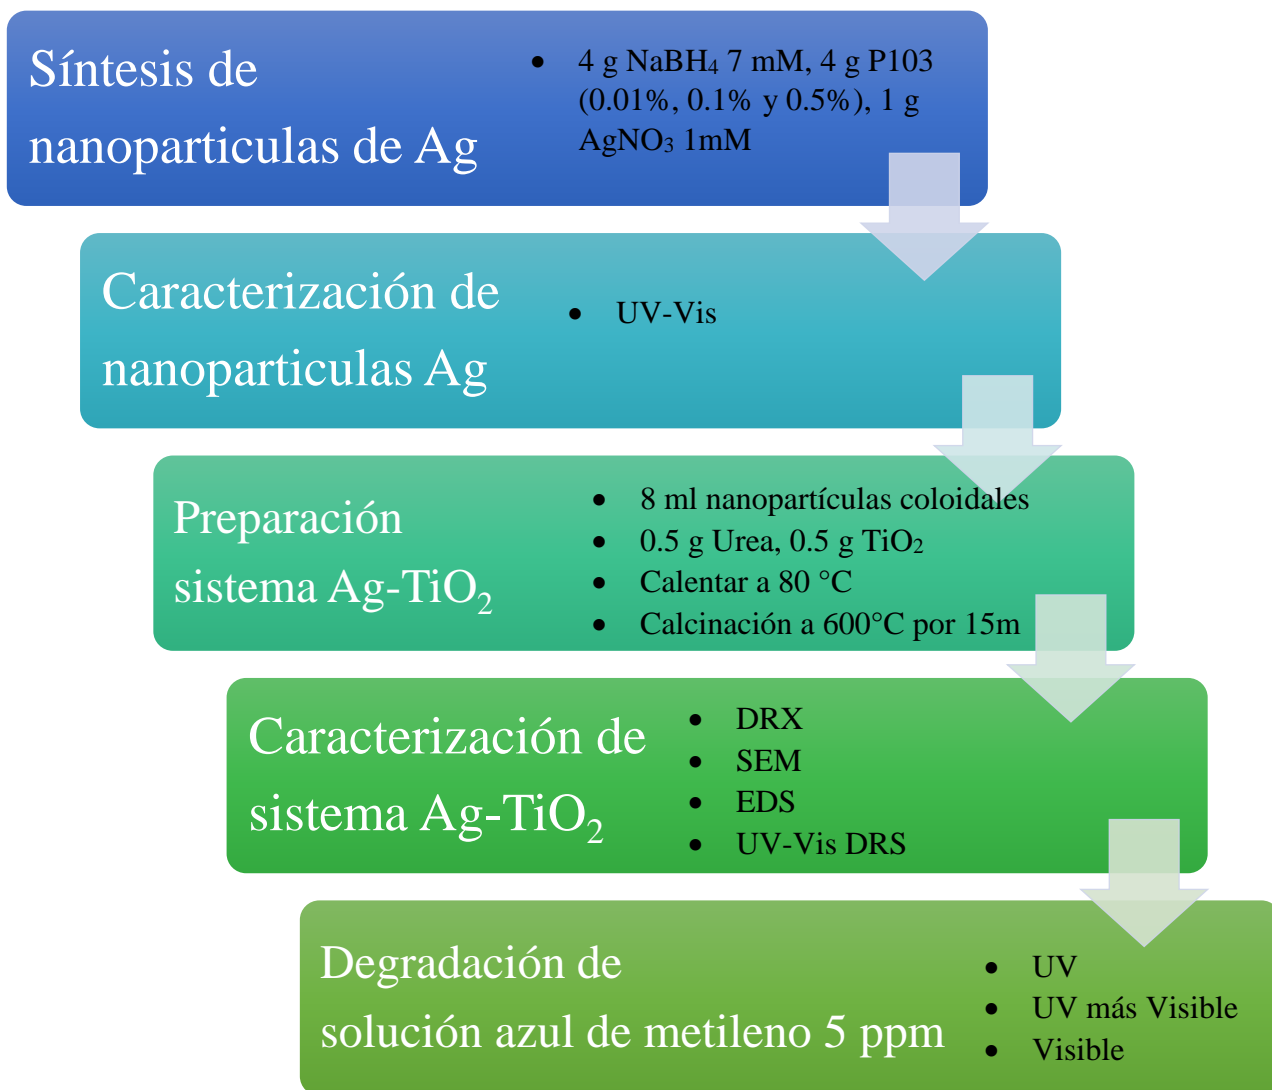 Síntesis de
nanoparticulas de Ag
• 4 g NaBH₄ 7 mM, 4 g P103
(0.01%, 0.1% y 0.5%), 1 g
AgNO₃ 1mM
Caracterización de
nanoparticulas Ag
• UV-Vis
Preparación
sistema Ag-TiO₂
• 8 ml nanopartículas coloidales
• 0.5 g Urea, 0.5 g TiO₂
• Calentar a 80 °C
• Calcinación a 600°C por 15m
Caracterización de
sistema Ag-TiO₂
• DRX
• SEM
• EDS
• UV-Vis DRS
Degradación de
solución azul de metileno 5 ppm
• UV
• UV más Visible
• Visible